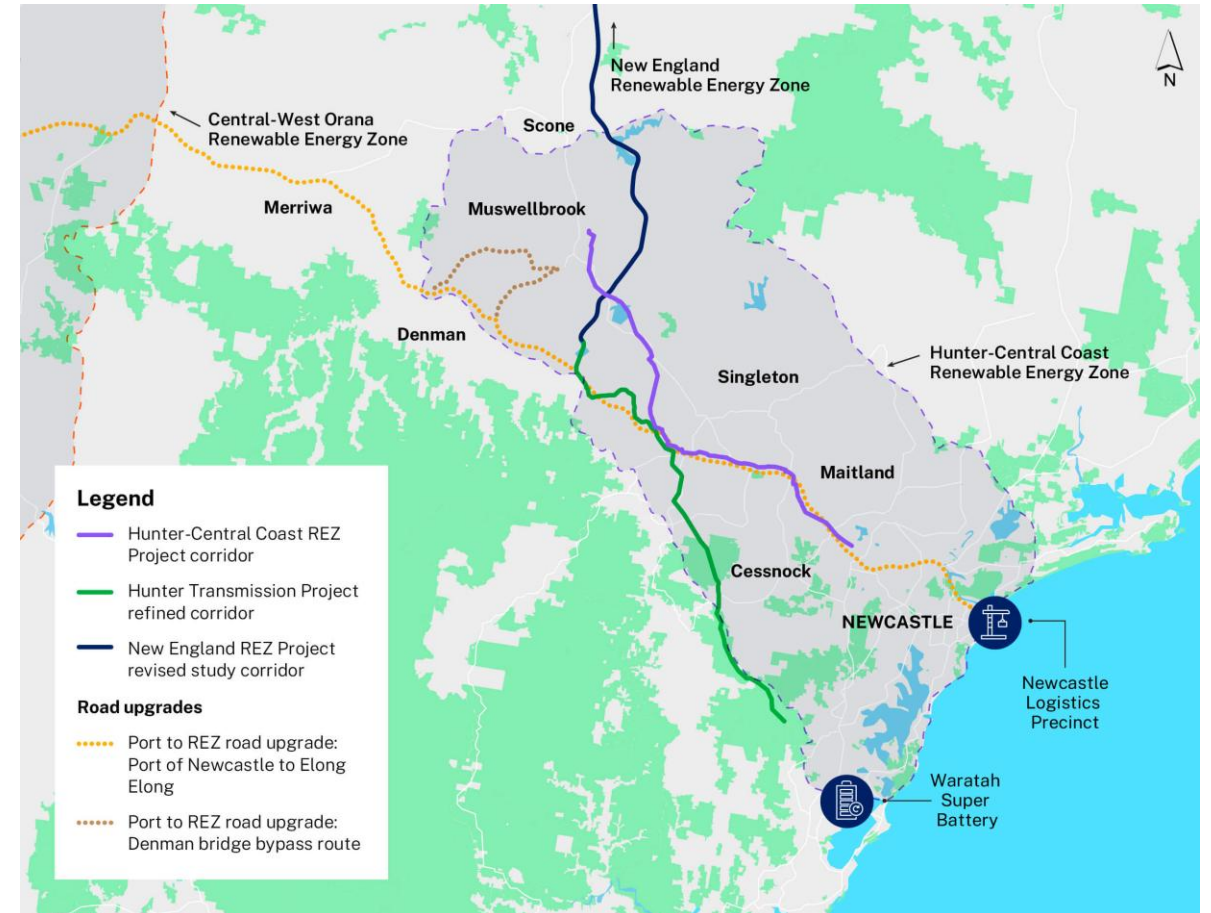 New England
Renewable Energy Zone
N
Central-West Orana
Renewable Energy Zone
Scone
Merriwa
Muswellbrook
Denman
Hunter-Central Coast
Renewable Energy Zone
Singleton
Maitland
Cessnock
NEWCASTLE
Newcastle
Logistics
Precinct
Waratah
Super
Battery
Legend
Hunter-Central Coast REZ
Project corridor
Hunter Transmission Project
refined corridor
New England REZ Project
revised study corridor
Road upgrades
Port to REZ road upgrade:
Port of Newcastle to Elong
Elong
Port to REZ road upgrade:
Denman bridge bypass route